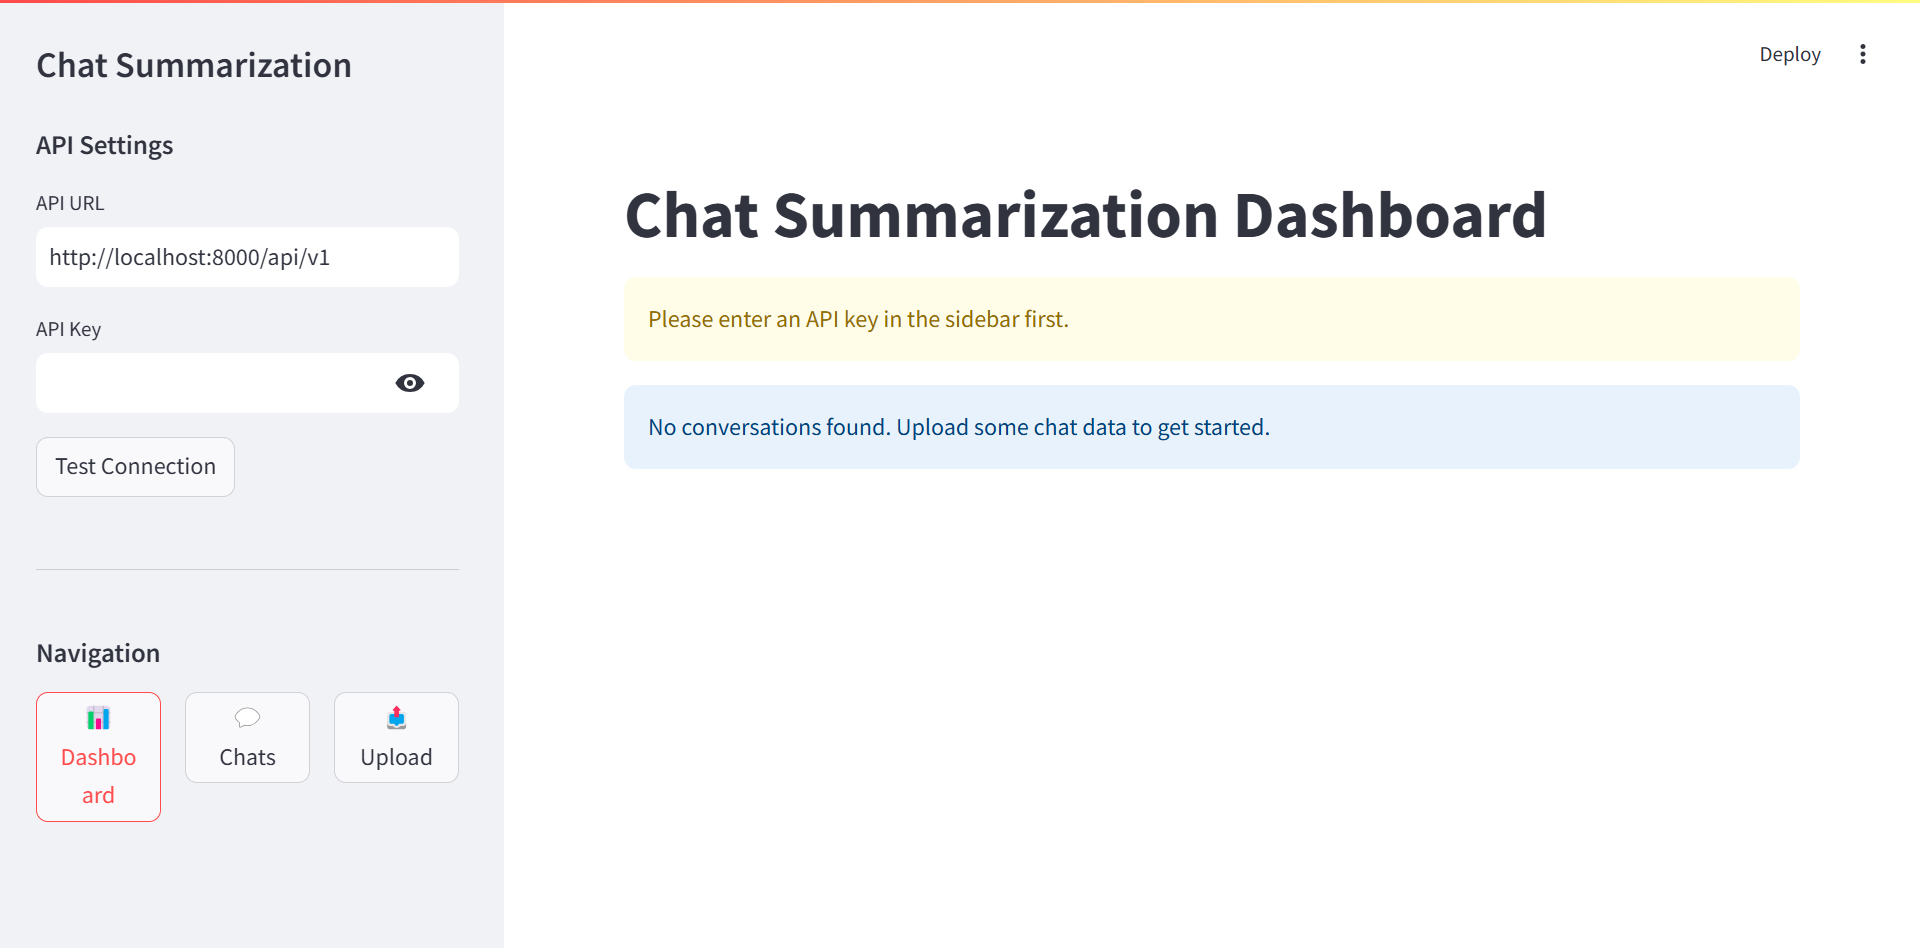 Chat Summarization
API Settings
API URL
http://localhost:8000/api/v1
API Key
Test Connection
Navigation
Dashbo
ard
Chats
Upload
Deploy
Chat Summarization Dashboard
Please enter an API key in the sidebar first.
No conversations found. Upload some chat data to get started.